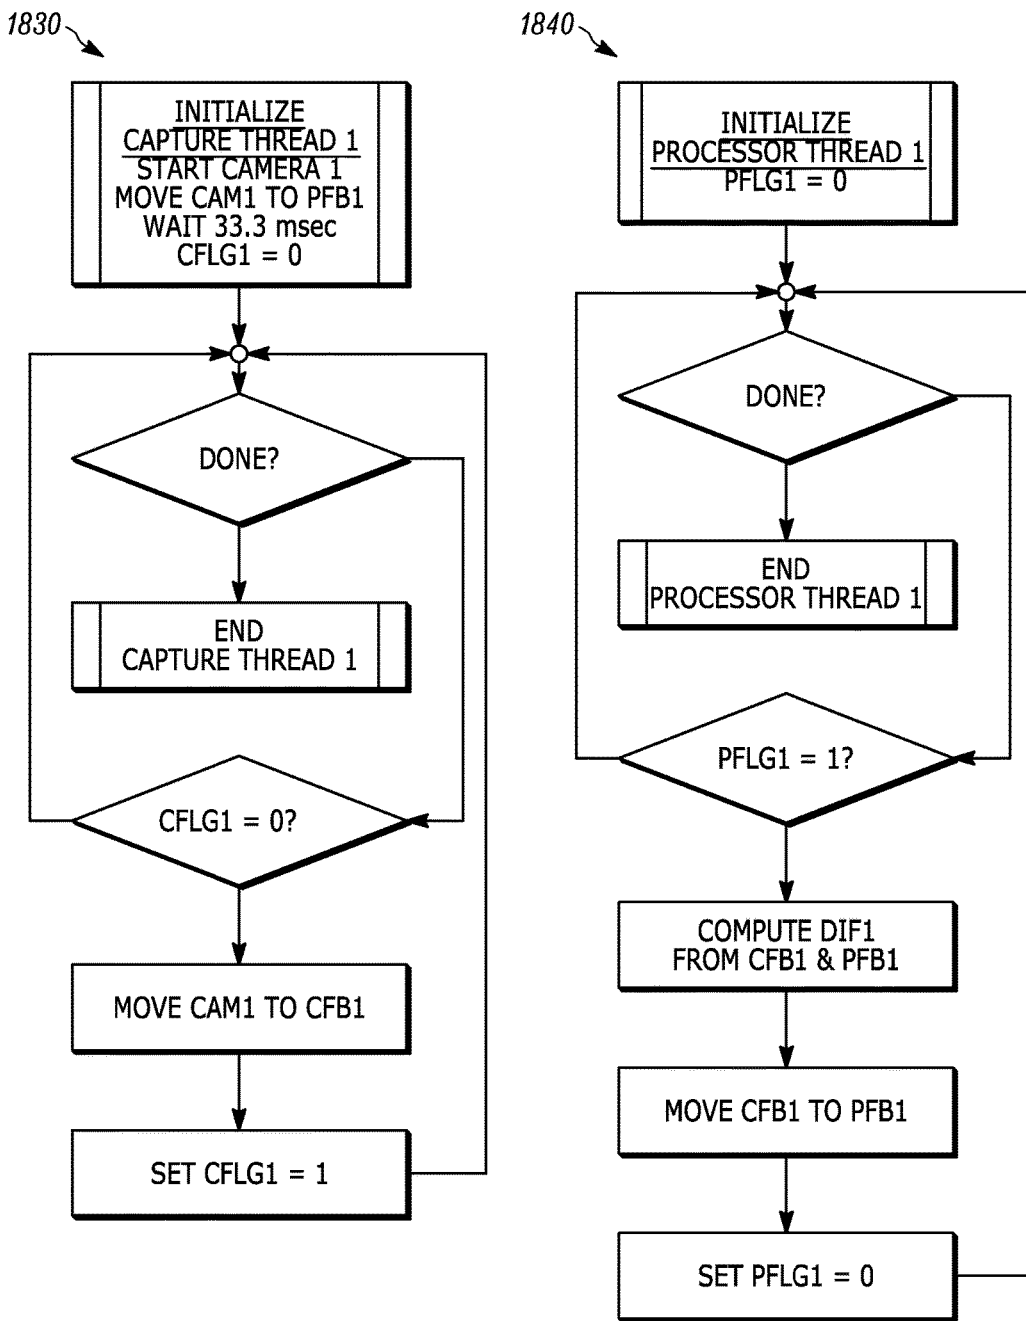 1830
INITIALIZE
CAPTURE THREAD 1
START CAMERA 1
MOVE CAM1 TO PFB1
WAIT 33.3 msec
CFLG1 = 0
DONE?
END
CAPTURE THREAD 1
CFLG1 = 0?
MOVE CAM1 TO CFB1
SET CFLG1 = 1
1840
INITIALIZE
PROCESSOR THREAD 1
PFLG1 = 0
DONE?
END
PROCESSOR THREAD 1
PFLG1 = 1?
COMPUTE DIF1
FROM CFB1 & PFB1
MOVE CFB1 TO PFB1
SET PFLG1 = 0